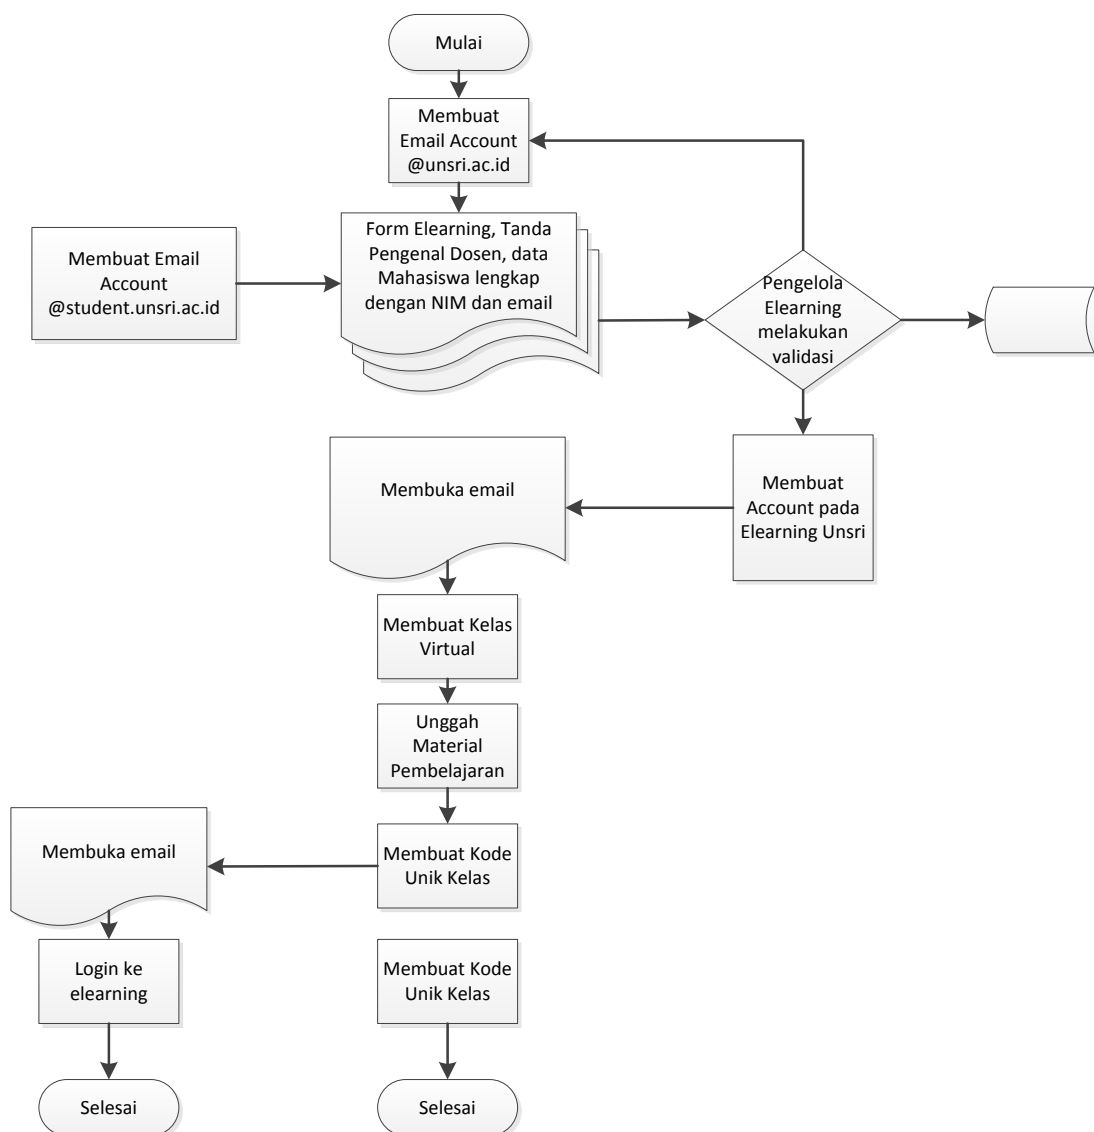 Mulai
Membuat
Email Account
@unsri.ac.id
Form Elearning, Tanda
Pengenal Dosen, data
Mahasiswa lengkap
dengan NIM dan email
Membuat Email
Account
@student.unsri.ac.id
Pengelola
Elearning
melakukan
validasi
Membuat
Account pada
Elearning Unsri
Membuka email
Membuat Kelas
Virtual
Unggah
Material
Pembelajaran
Membuat Kode
Unik Kelas
Membuka email
Login ke
elearning
Membuat Kode
Unik Kelas
Selesai
Selesai